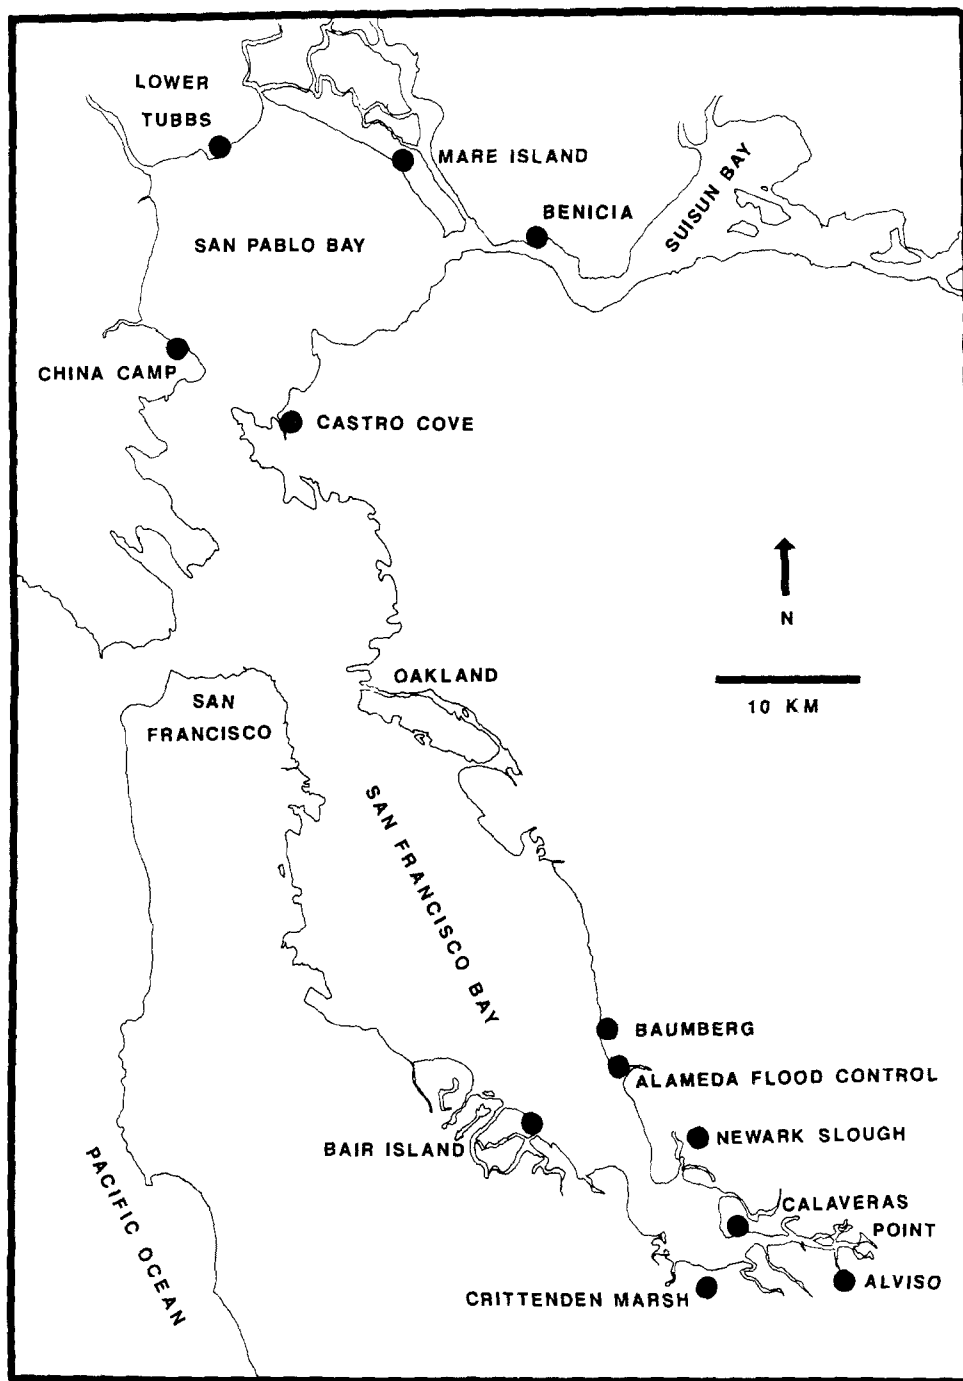 LOWER
TUBBS
MARE ISLAND
BENICIA
SUISUN BAY
SAN PABLO BAY
CHINA CAMP
CASTRO COVE
N
10 KM
OAKLAND
SAN
FRANCISCO
SAN FRANCISCO BAY
BAUMBERG
ALAMEDA FLOOD CONTROL
NEWARK SLOUGH
BAIR ISLAND
CALAVERAS
POINT
PACIFIC OCEAN
ALVISO
CRITTENDEN MARSH